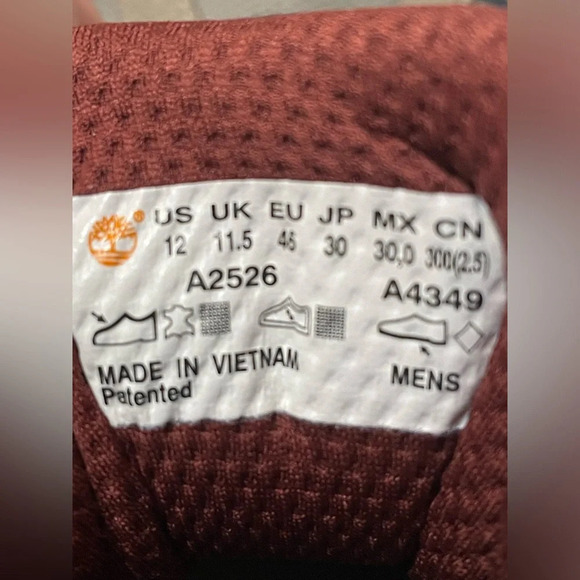 ® US UK EU JP MX CN
12 11.5 46 30 30.0 300(2.5)
A2526 A4349
MADE IN VIETNAM
Patented MENS